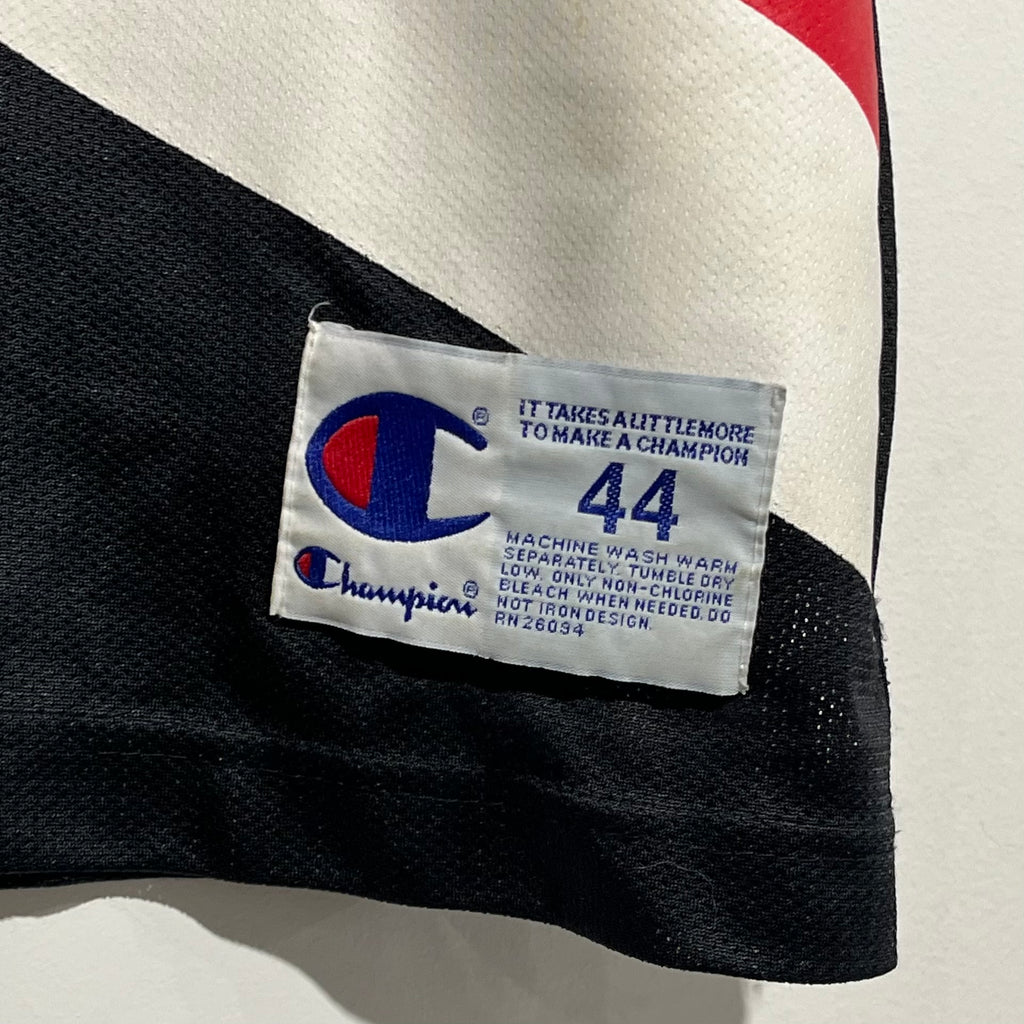 ®
Champion®
IT TAKES A LITTLE MORE
TO MAKE A CHAMPION
44
MACHINE WASH WARM
SEPARATELY. TUMBLE DRY
LOW. ONLY NON-CHLORINE
BLEACH WHEN NEEDED. DO
NOT IRON DESIGN.
RN 26094